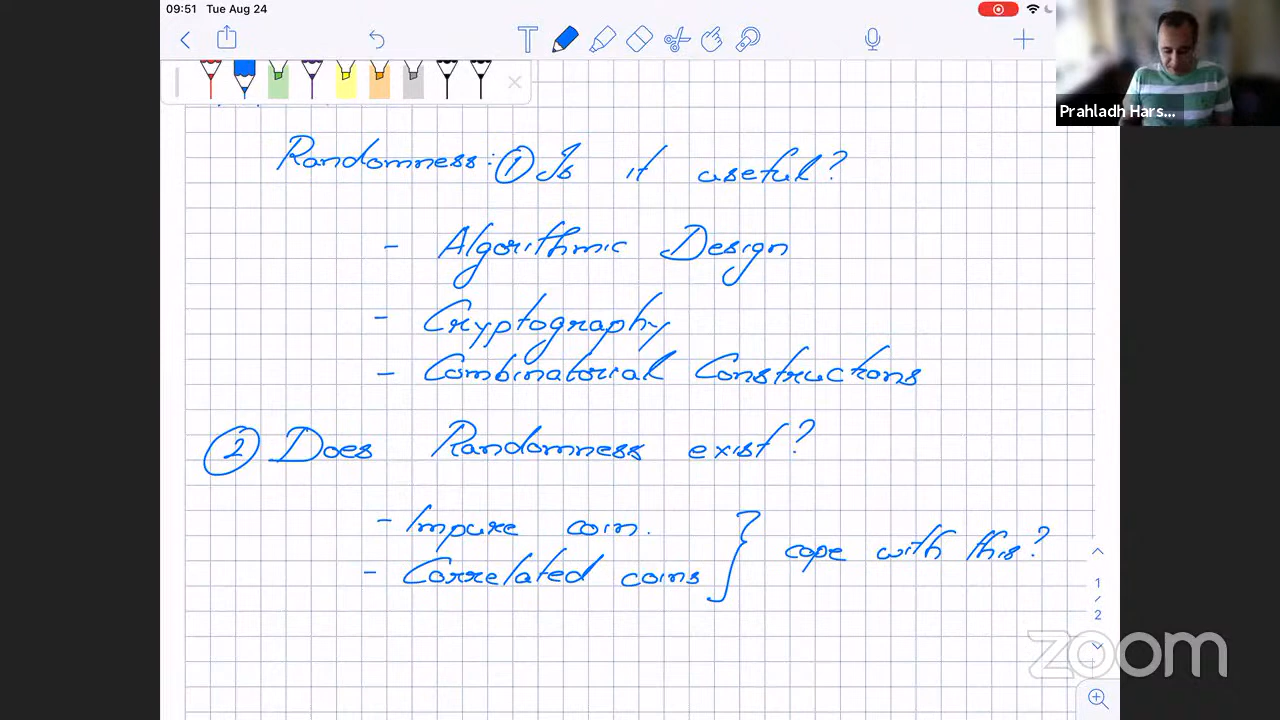 09:51 Tue Aug 24
Prahladh Hars...
Randomness: ① Is it useful?
- Algorithmic Design
- Cryptography
- Combinatorial Constructions
② Does Randomness exist?
- Impure coin.
- Correlated coins } cope with this?
1
/
2
zoom